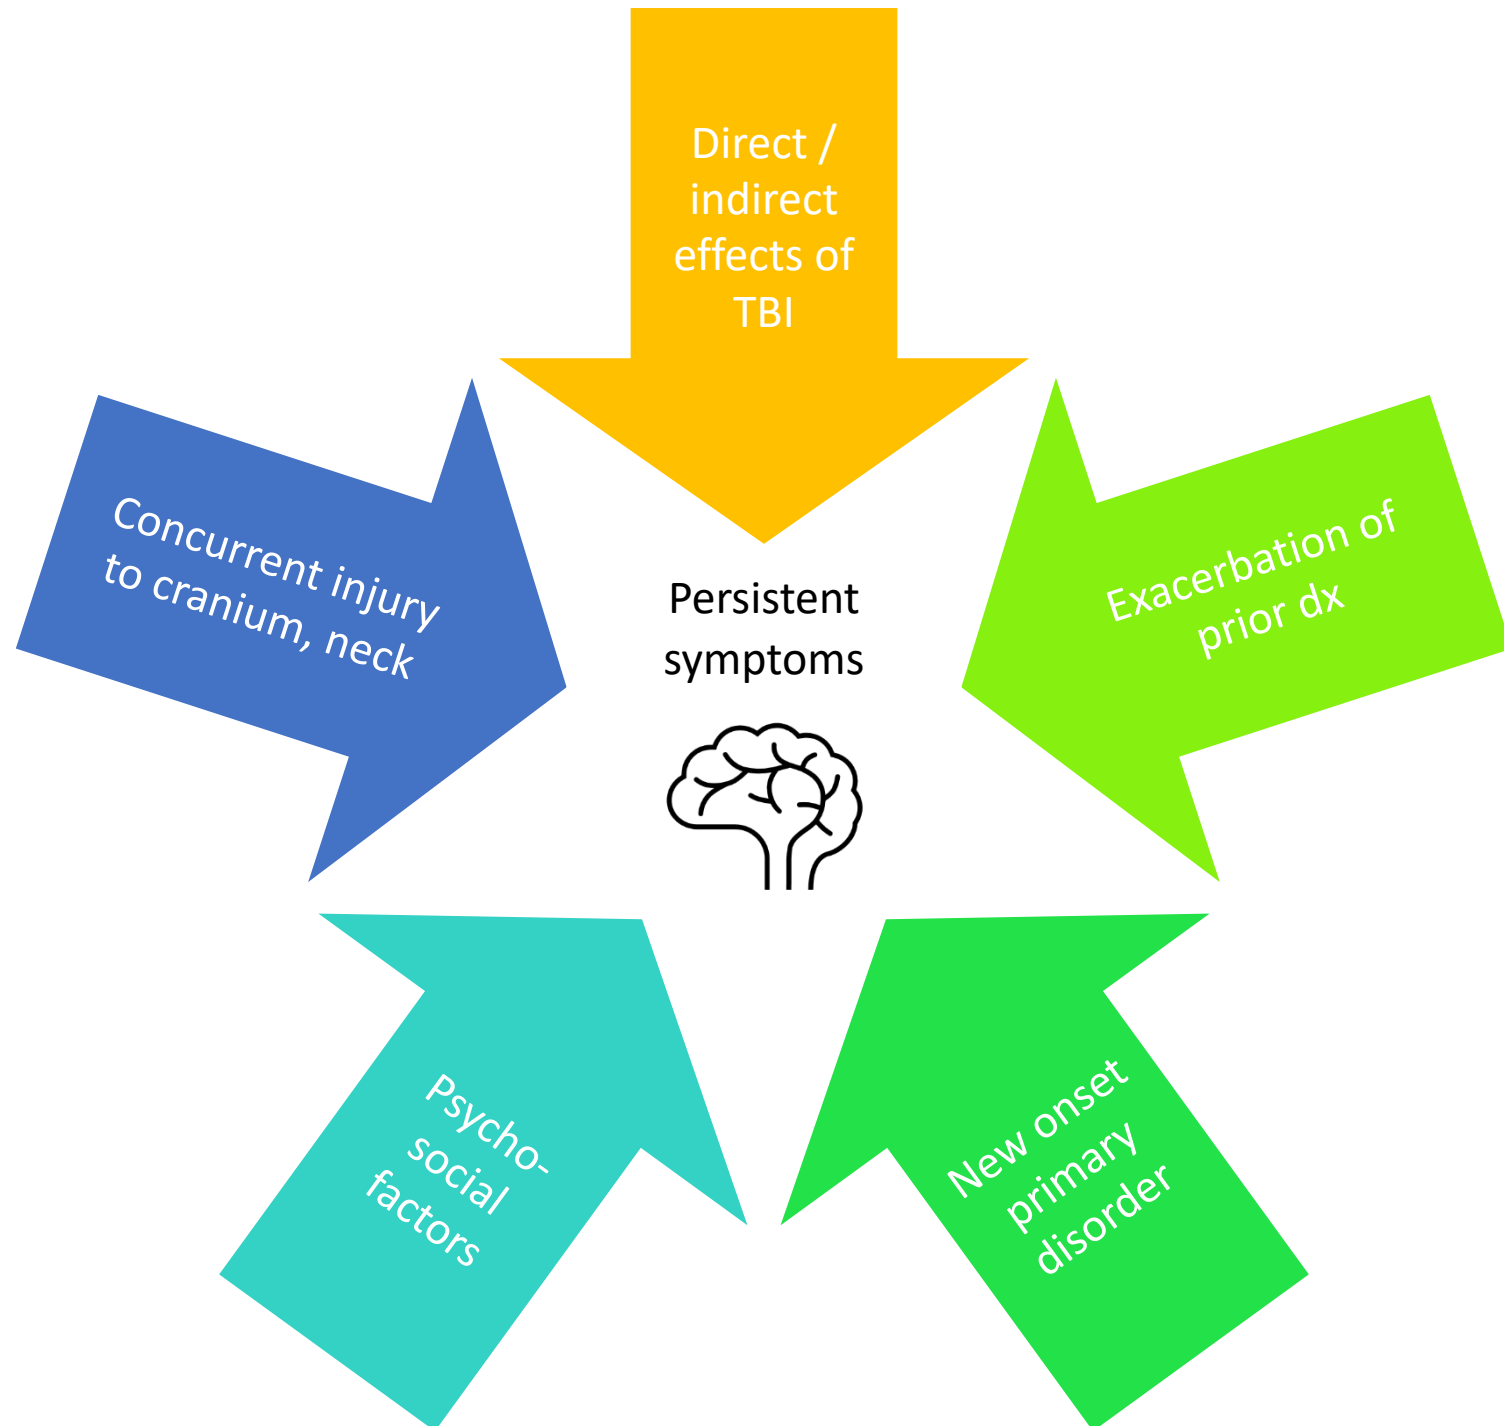 Direct /
indirect
effects of
TBI
Concurrent injury
to cranium, neck
Exacerbation of
prior dx
Persistent
symptoms
Psycho-
social
factors
New onset
primary
disorder